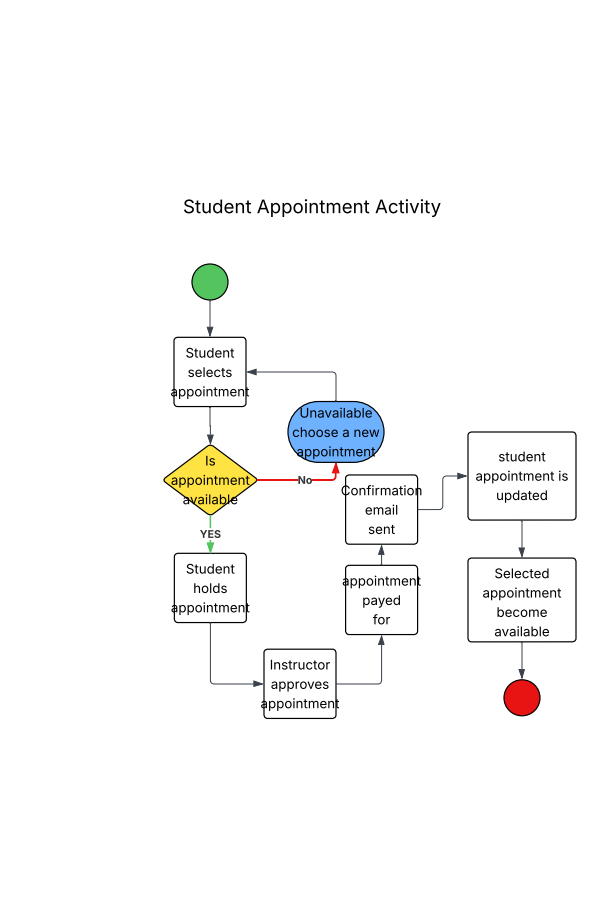 Student Appointment Activity
Student
selects
appointment
Is
appointment
available
No
Unavailable
choose a new
appointment
YES
Student
holds
appointment
Instructor
approves
appointment
appointment
payed
for
Confirmation
email
sent
student
appointment is
updated
Selected
appointment
become
available